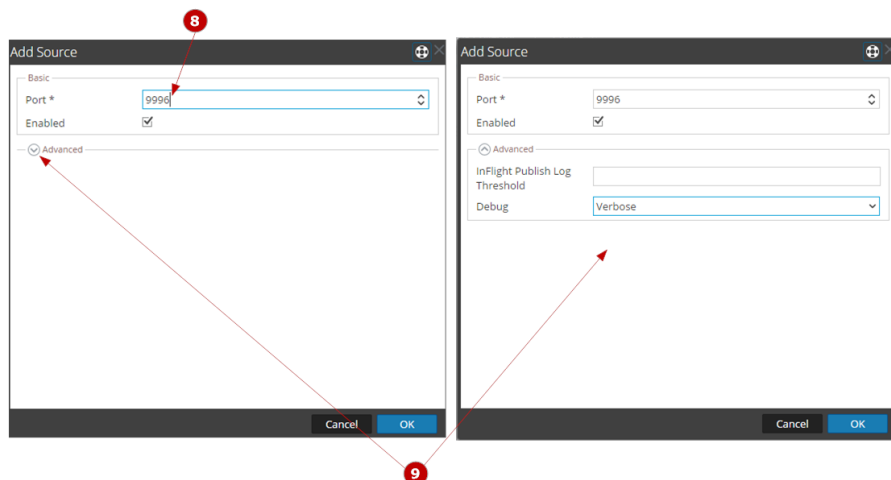 8
Add Source
Basic
Port *
9996
Enabled
Advanced
Cancel
OK
Add Source
Basic
Port *
9996
Enabled
Advanced
InFlight Publish Log
Threshold
Debug
Verbose
Cancel
OK
9